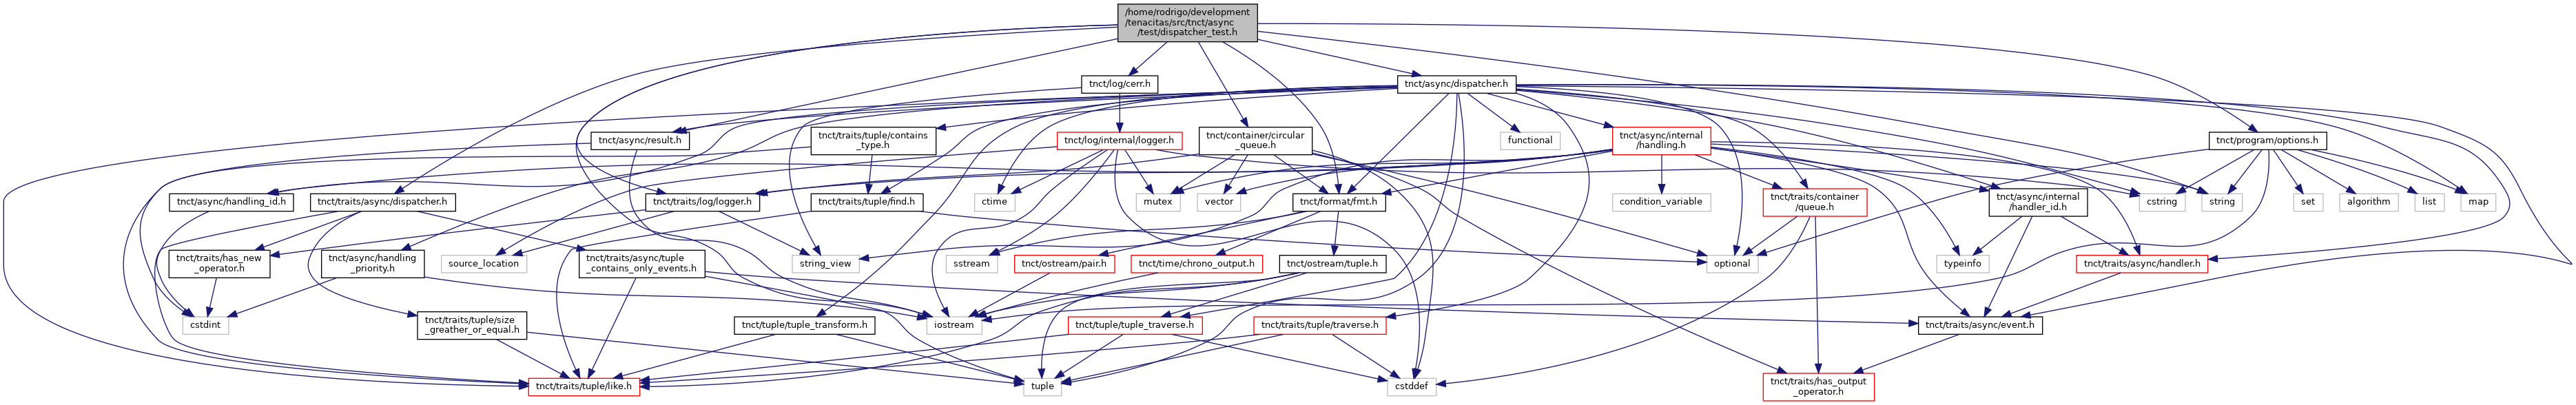 /home/rodrigo/development
/tenacitas/src/tnct/async
/test/dispatcher_test.h
tnct/log/cerr.h
tnct/async/dispatcher.h
tnct/async/result.h
tnct/traits/tuple/contains
_type.h
tnct/log/internal/logger.h
tnct/container/circular
_queue.h
functional
tnct/async/internal
/handling.h
tnct/program/options.h
tnct/async/handling_id.h
tnct/traits/async/dispatcher.h
tnct/traits/log/logger.h
tnct/traits/tuple/find.h
ctime
mutex
vector
tnct/format/fmt.h
condition_variable
tnct/traits/container
/queue.h
tnct/async/internal
/handler_id.h
cstring
string
set
algorithm
list
map
tnct/traits/has_new
_operator.h
tnct/async/handling
_priority.h
source_location
tnct/traits/async/tuple
_contains_only_events.h
string_view
sstream
tnct/ostream/pair.h
tnct/time/chrono_output.h
tnct/ostream/tuple.h
optional
typeinfo
tnct/traits/async/handler.h
cstdint
tnct/traits/tuple/size
_greather_or_equal.h
tnct/tuple/tuple_transform.h
iostream
tnct/tuple/tuple_traverse.h
tnct/traits/tuple/traverse.h
tnct/traits/async/event.h
tnct/traits/tuple/like.h
tuple
cstddef
tnct/traits/has_output
_operator.h